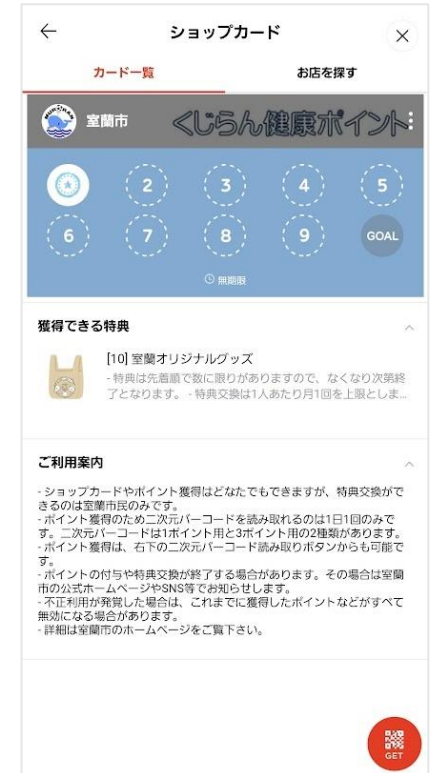 ショップカード
カード一覧
お店を探す
MURORAN
室蘭市
くじらん健康ポイント
2
3
4
5
6
7
8
9
GOAL
無期限
獲得できる特典
[10] 室蘭オリジナルグッズ
- 特典は先着順で数に限りがありますので、なくなり次第終
了となります。 - 特典交換は1人あたり月1回を上限としま...
ご利用案内
- ショップカードやポイント獲得はどなたでもできますが、特典交換がで
きるのは室蘭市民のみです。
- ポイント獲得のため二次元バーコードを読み取れるのは1日1回のみで
す。二次元バーコードは1ポイント用と3ポイント用の2種類があります。
- ポイント獲得は、右下の二次元バーコード読み取りボタンからも可能で
す。
- ポイントの付与や特典交換が終了する場合があります。その場合は室蘭
市の公式ホームページやSNS等でお知らせします。
- 不正利用が発覚した場合は、これまでに獲得したポイントなどがすべて
無効になる場合があります。
- 詳細は室蘭市のホームページをご覧下さい。
GET